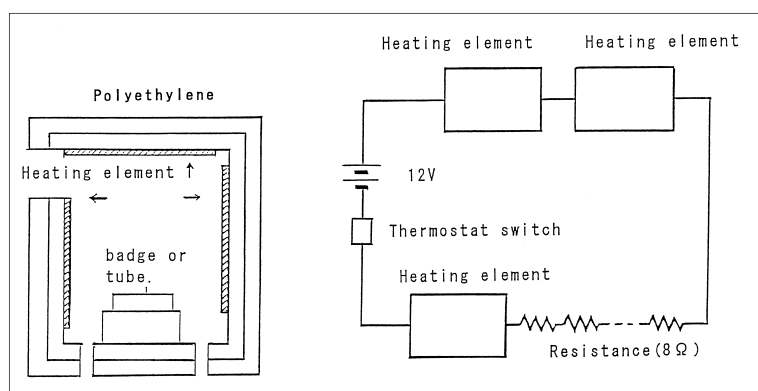 Polyethylene
Heating element ↑
← →
badge or
tube.
Heating element
Heating element
12V
Thermostat switch
Heating element
Resistance(8Ω)